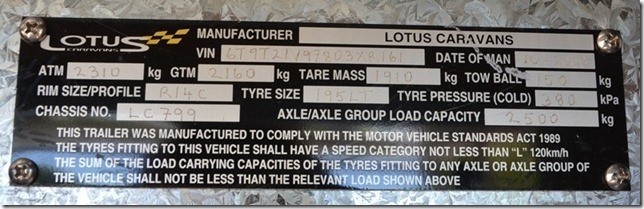 LOTUS CARAVANS MANUFACTURER LOTUS CARAVANS
VIN DATE OF MAN
ATM 2310 kg GTM 2160 kg TARE MASS 1910 kg TOW BALL 150 kg
RIM SIZE/PROFILE R14C TYRE SIZE 195LT TYRE PRESSURE (COLD) 380 kPa
CHASSIS NO. LC799 AXLE/AXLE GROUP LOAD CAPACITY 2500 kg
THIS TRAILER WAS MANUFACTURED TO COMPLY WITH THE MOTOR VEHICLE STANDARDS ACT 1989
THE TYRES FITTING TO THIS VEHICLE SHALL HAVE A SPEED CATEGORY NOT LESS THAN "L" 120km/h
THE SUM OF THE LOAD CARRYING CAPACITIES OF THE TYRES FITTING TO ANY AXLE OR AXLE GROUP OF
THE VEHICLE SHALL NOT BE LESS THAN THE RELEVANT LOAD SHOWN ABOVE